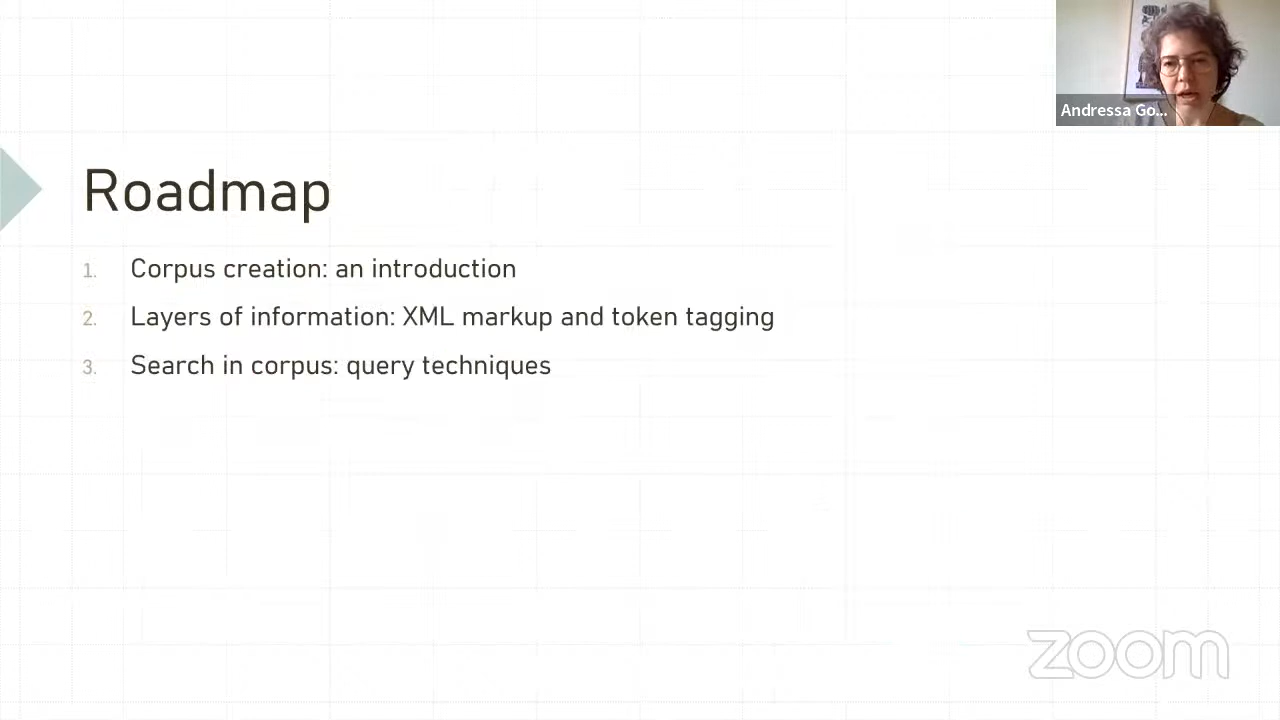 Andressa Go...
Roadmap
1. Corpus creation: an introduction
2. Layers of information: XML markup and token tagging
3. Search in corpus: query techniques
zoom